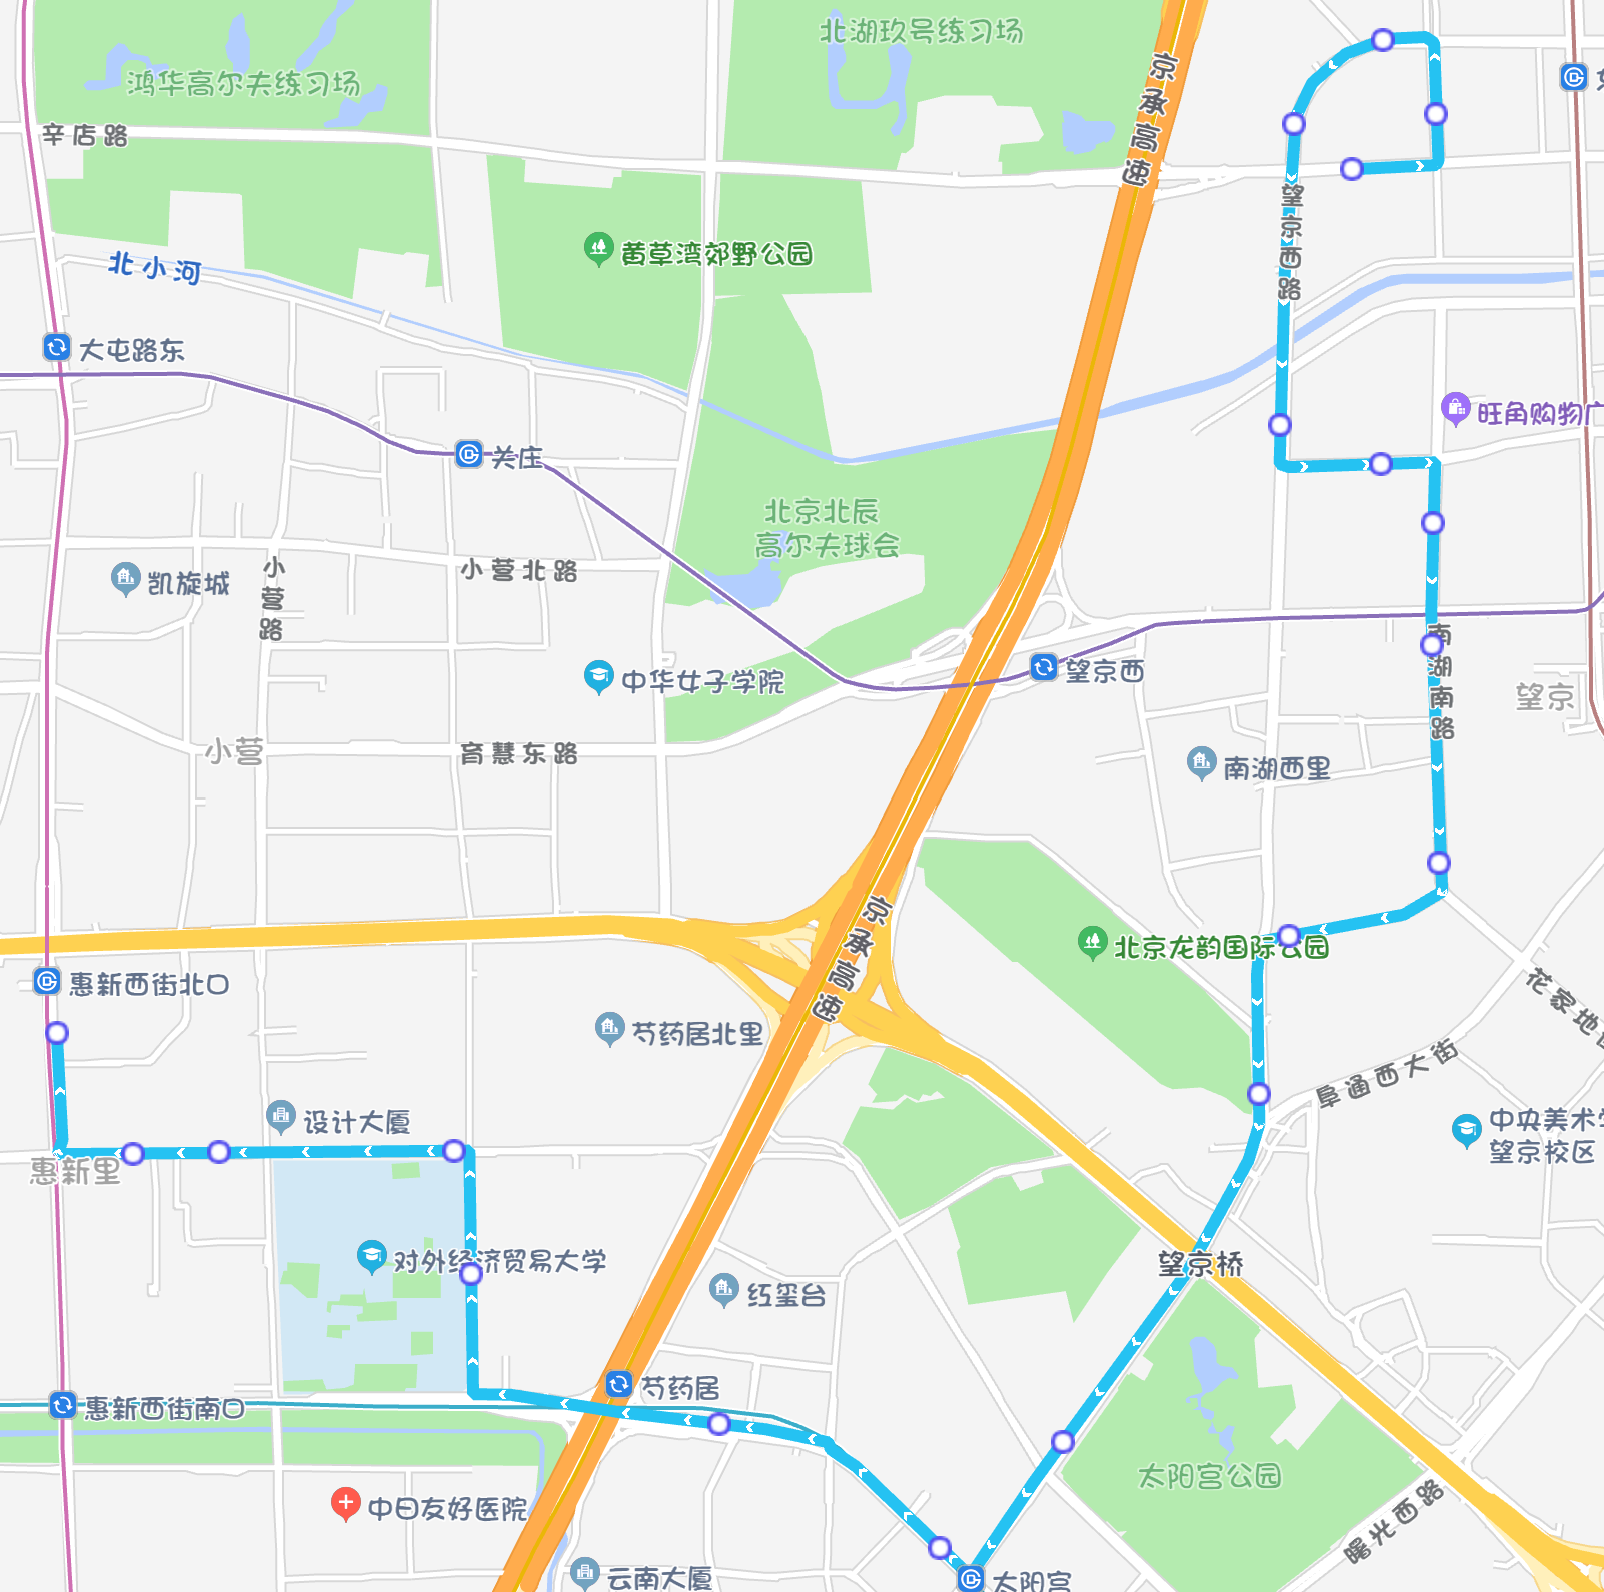 北湖玖号练习场
鸿华高尔夫练习场
京承高速
辛店路
望京西路
黄草湾郊野公园
北小河
大屯路东
旺角购物广
关庄
北京北辰
高尔夫球会
小营北路
凯旋城
小营路
南湖南路
中华女子学院
望京西
望京
小营
育慧东路
南湖西里
京承高速
北京龙韵国际公园
惠新西街北口
花家地
芍药居北里
阜通西大街
设计大厦
中央美术学
望京校区
惠新里
对外经济贸易大学
望京桥
红玺台
芍药居
惠新西街南口
太阳宫公园
中日友好医院
曙光西路
云南大厦
太阳宫